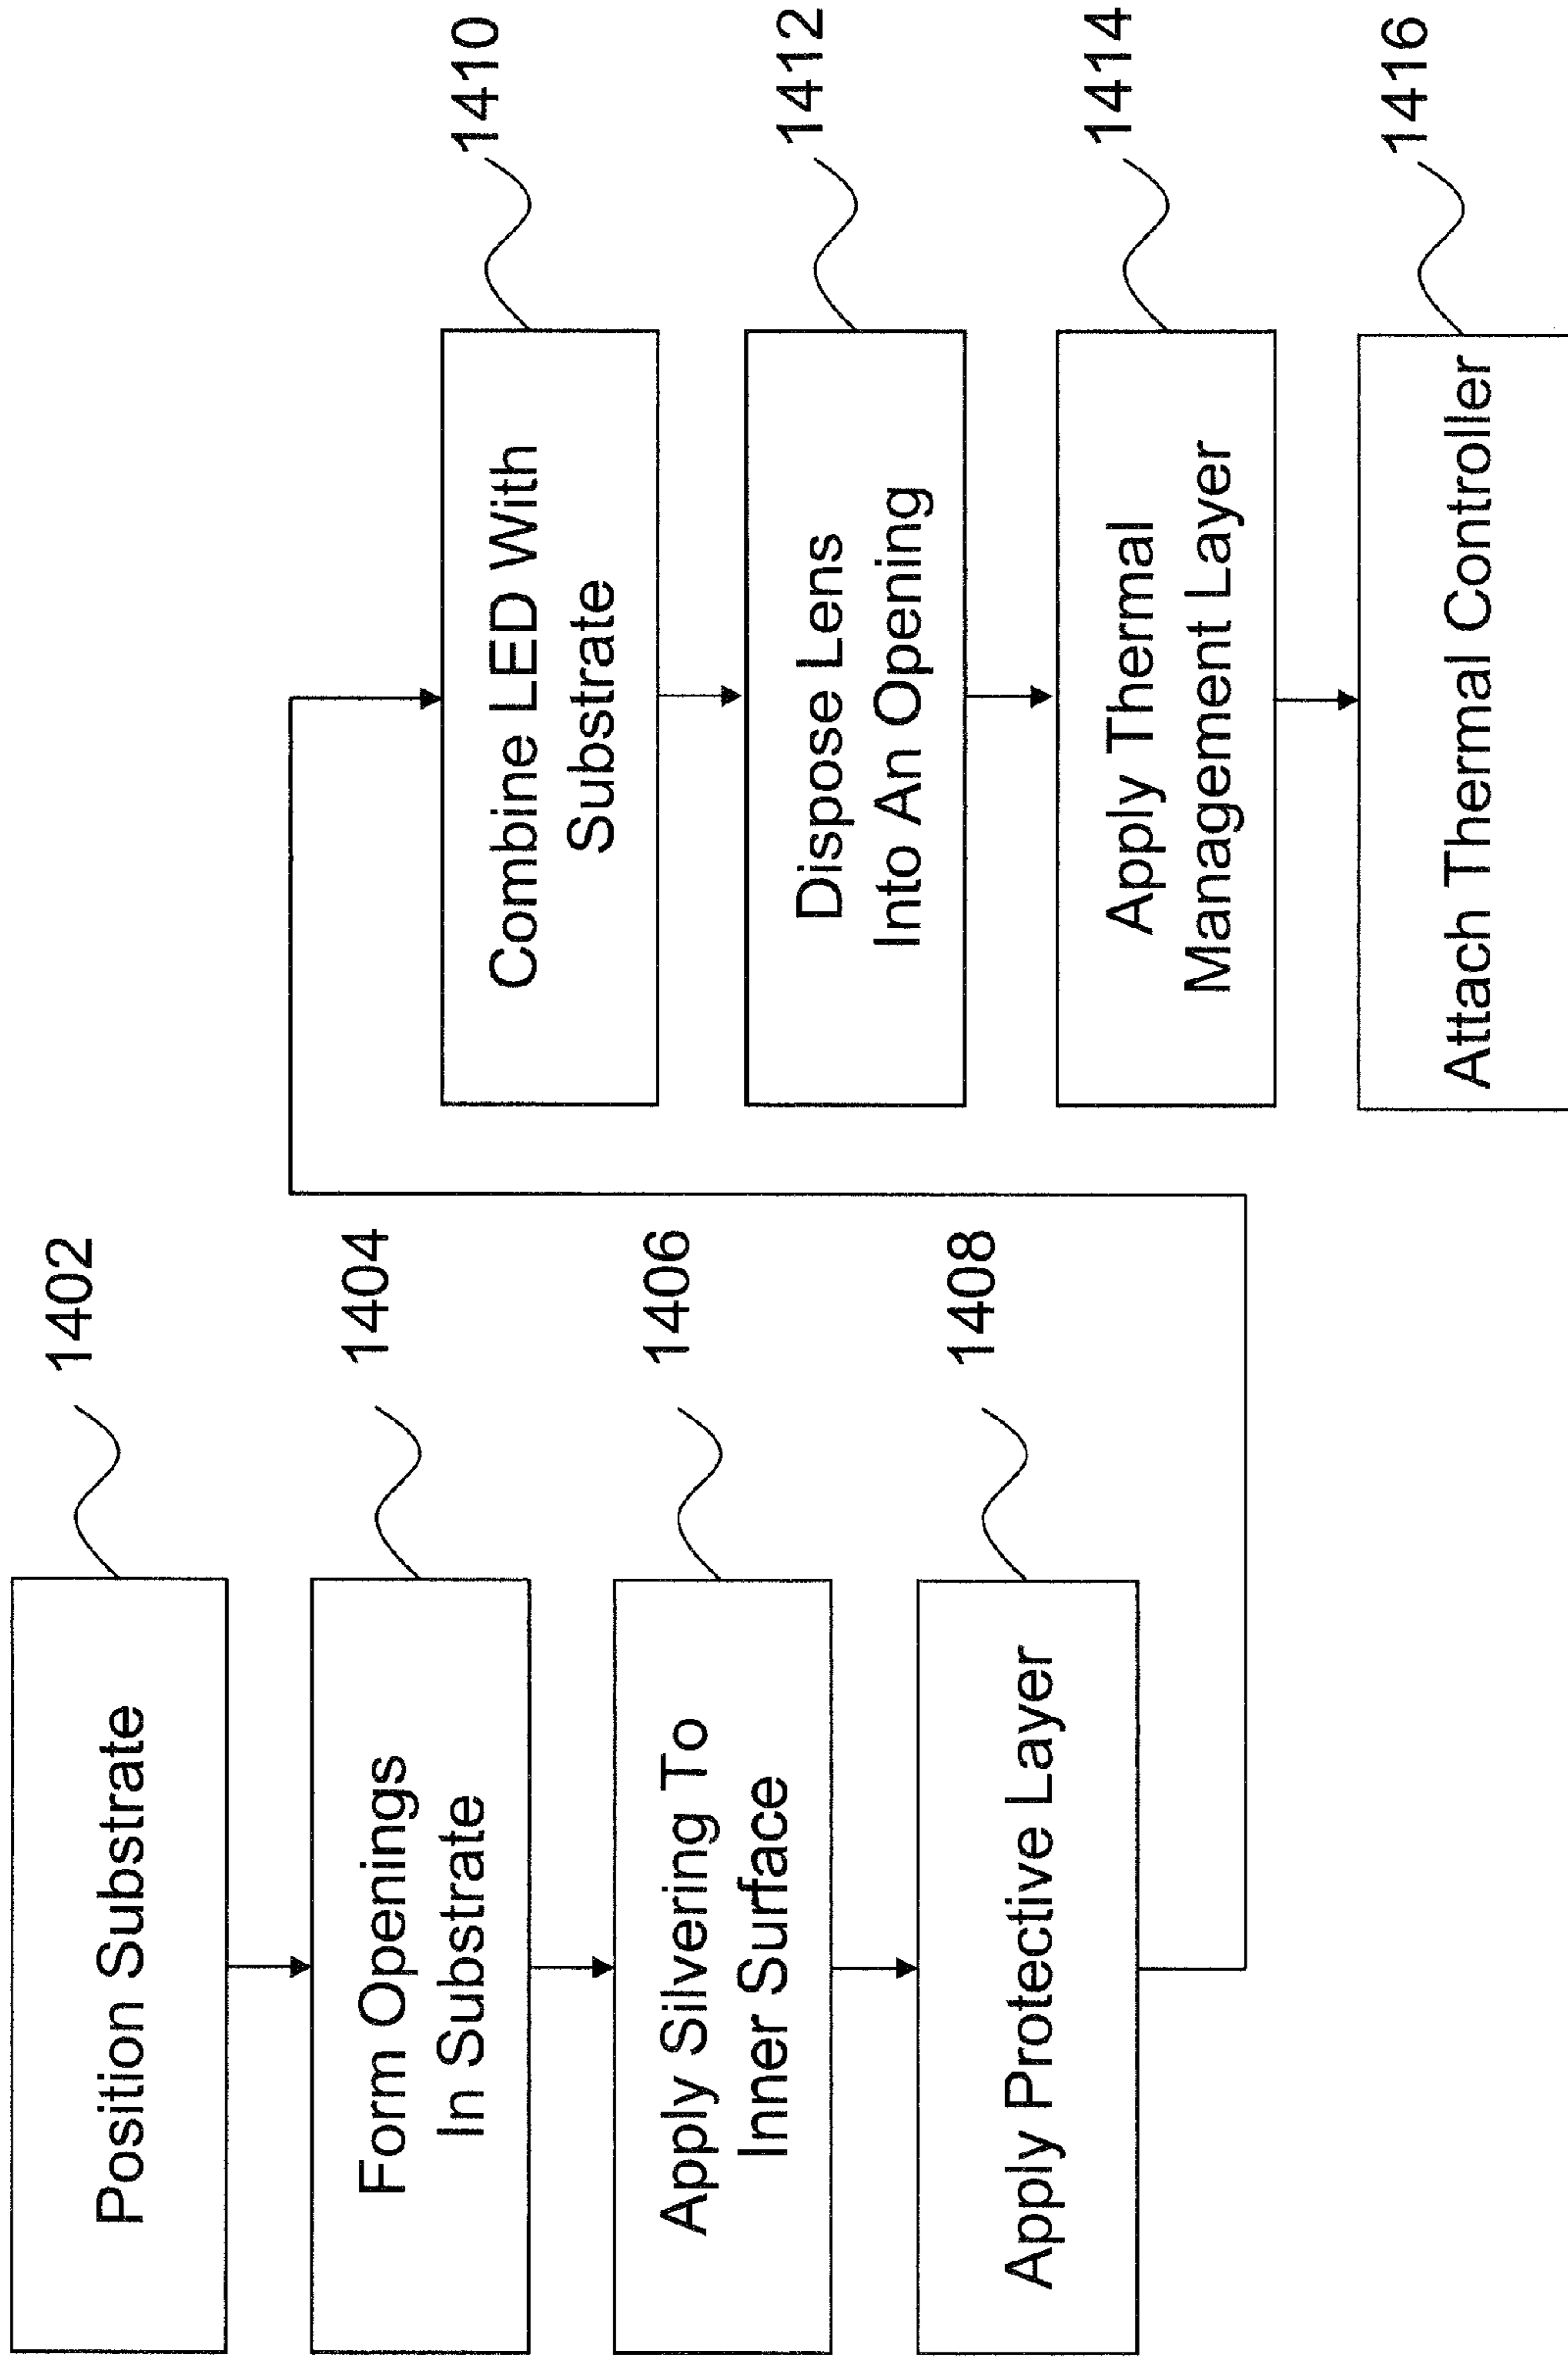 Position Substrate
1402
Form Openings
In Substrate
1404
Apply Silvering To
Inner Surface
1406
Apply Protective Layer
1408
Combine LED With
Substrate
1410
Dispose Lens
Into An Opening
1412
Apply Thermal
Management Layer
1414
Attach Thermal Controller
1416